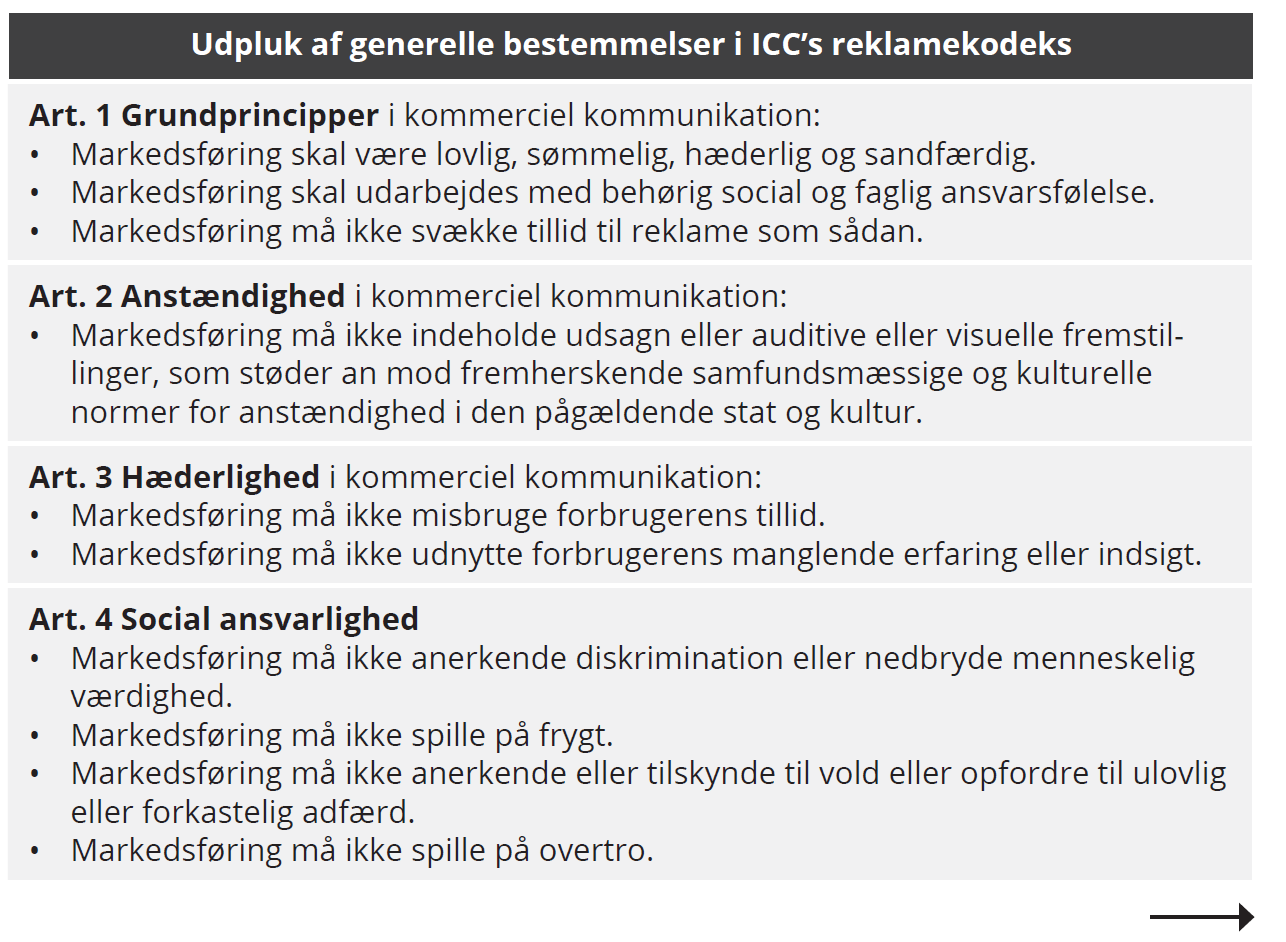 Udpluk af generelle bestemmelser i ICC’s reklamekodeks
Art. 1 Grundprincipper i kommerciel kommunikation:
• Markedsføring skal være lovlig, sømmelig, hæderlig og sandfærdig.
• Markedsføring skal udarbejdes med behørig social og faglig ansvarsfølelse.
• Markedsføring må ikke svække tillid til reklame som sådan.
Art. 2 Anstændighed i kommerciel kommunikation:
• Markedsføring må ikke indeholde udsagn eller auditive eller visuelle fremstil-
linger, som støder an mod fremherskende samfundsmæssige og kulturelle
normer for anstændighed i den pågældende stat og kultur.
Art. 3 Hæderlighed i kommerciel kommunikation:
• Markedsføring må ikke misbruge forbrugerens tillid.
• Markedsføring må ikke udnytte forbrugerens manglende erfaring eller indsigt.
Art. 4 Social ansvarlighed
• Markedsføring må ikke anerkende diskrimination eller nedbryde menneskelig
værdighed.
• Markedsføring må ikke spille på frygt.
• Markedsføring må ikke anerkende eller tilskynde til vold eller opfordre til ulovlig
eller forkastelig adfærd.
• Markedsføring må ikke spille på overtro.